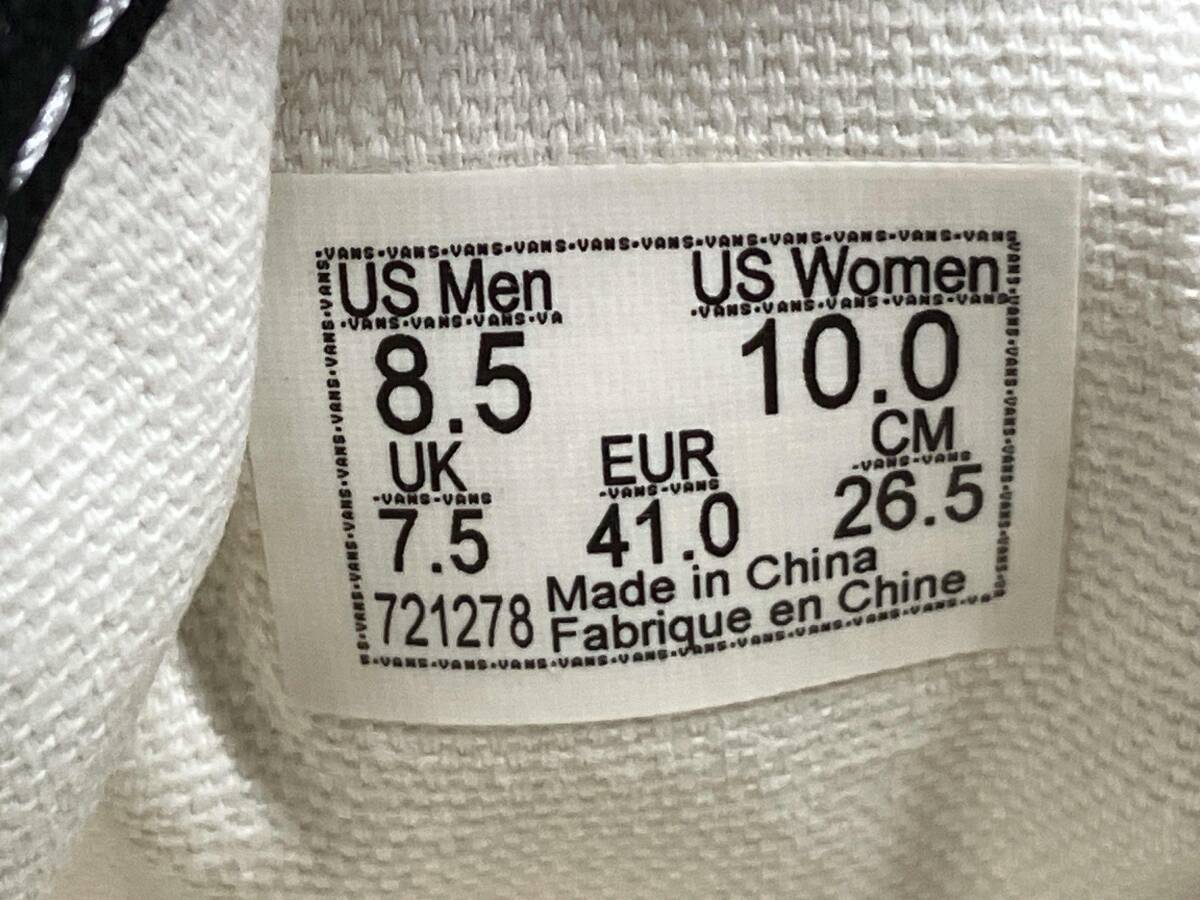 ·VANS·VANS·VANS·VANS·VANS·VANS·VANS·VANS·VANS·VANS·VANS
US Men US Women
·VANS·VANS·VANS·VA ·VANS·VANS·VANS·VANS·VANS
8.5 10.0
UK EUR CM
-VANS-VANS -VANS-VANS -VANS-VANS
7.5 41.0 26.5
721278 Made in China
Fabrique en Chine